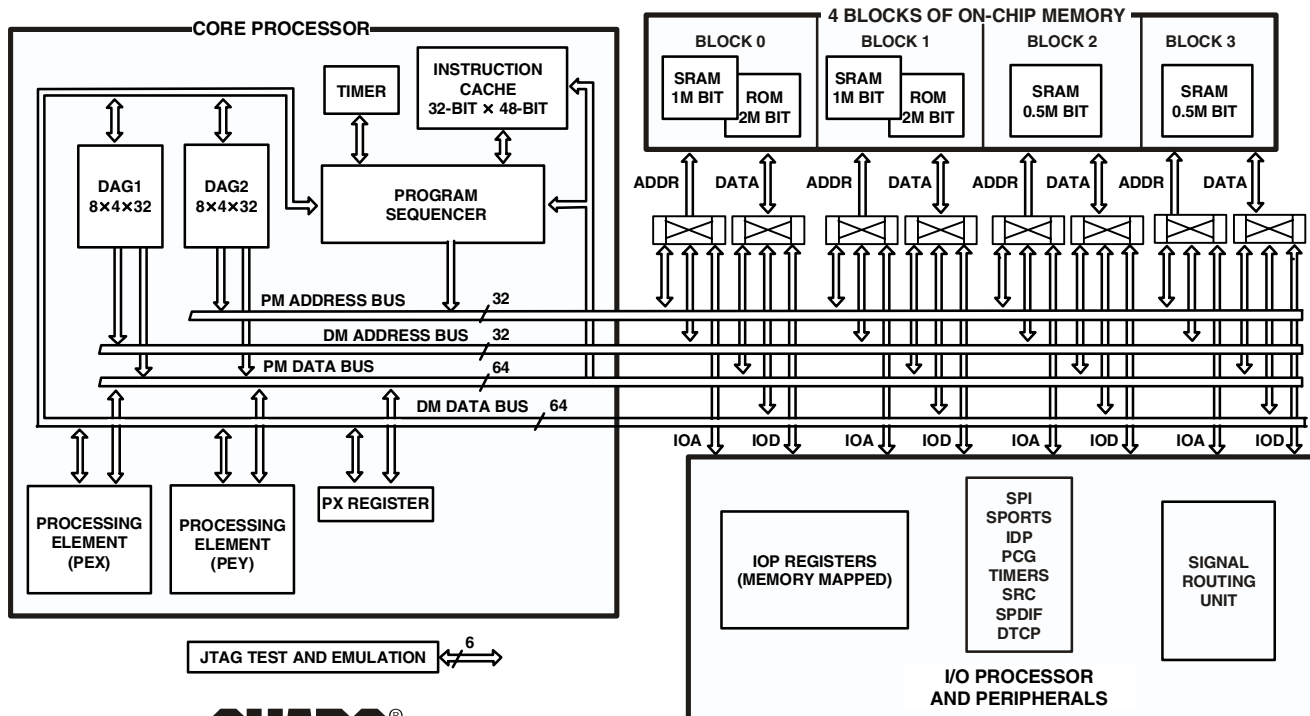 CORE PROCESSOR
TIMER
INSTRUCTION
CACHE
32-BIT × 48-BIT
DAG1
8×4×32
DAG2
8×4×32
PROGRAM
SEQUENCER
PM ADDRESS BUS
32
DM ADDRESS BUS
32
PM DATA BUS
64
DM DATA BUS
64
PROCESSING
ELEMENT
(PEX)
PROCESSING
ELEMENT
(PEY)
PX REGISTER
JTAG TEST AND EMULATION
6
4 BLOCKS OF ON-CHIP MEMORY
BLOCK 0
BLOCK 1
BLOCK 2
BLOCK 3
SRAM
1M BIT
ROM
2M BIT
SRAM
1M BIT
ROM
2M BIT
SRAM
0.5M BIT
SRAM
0.5M BIT
ADDR
DATA
ADDR
DATA
ADDR
DATA
ADDR
DATA
IOA
IOD
IOA
IOD
IOA
IOD
IOA
IOD
IOP REGISTERS
(MEMORY MAPPED)
SPI
SPORTS
IDP
PCG
TIMERS
SRC
SPDIF
DTCP
SIGNAL
ROUTING
UNIT
I/O PROCESSOR
AND PERIPHERALS